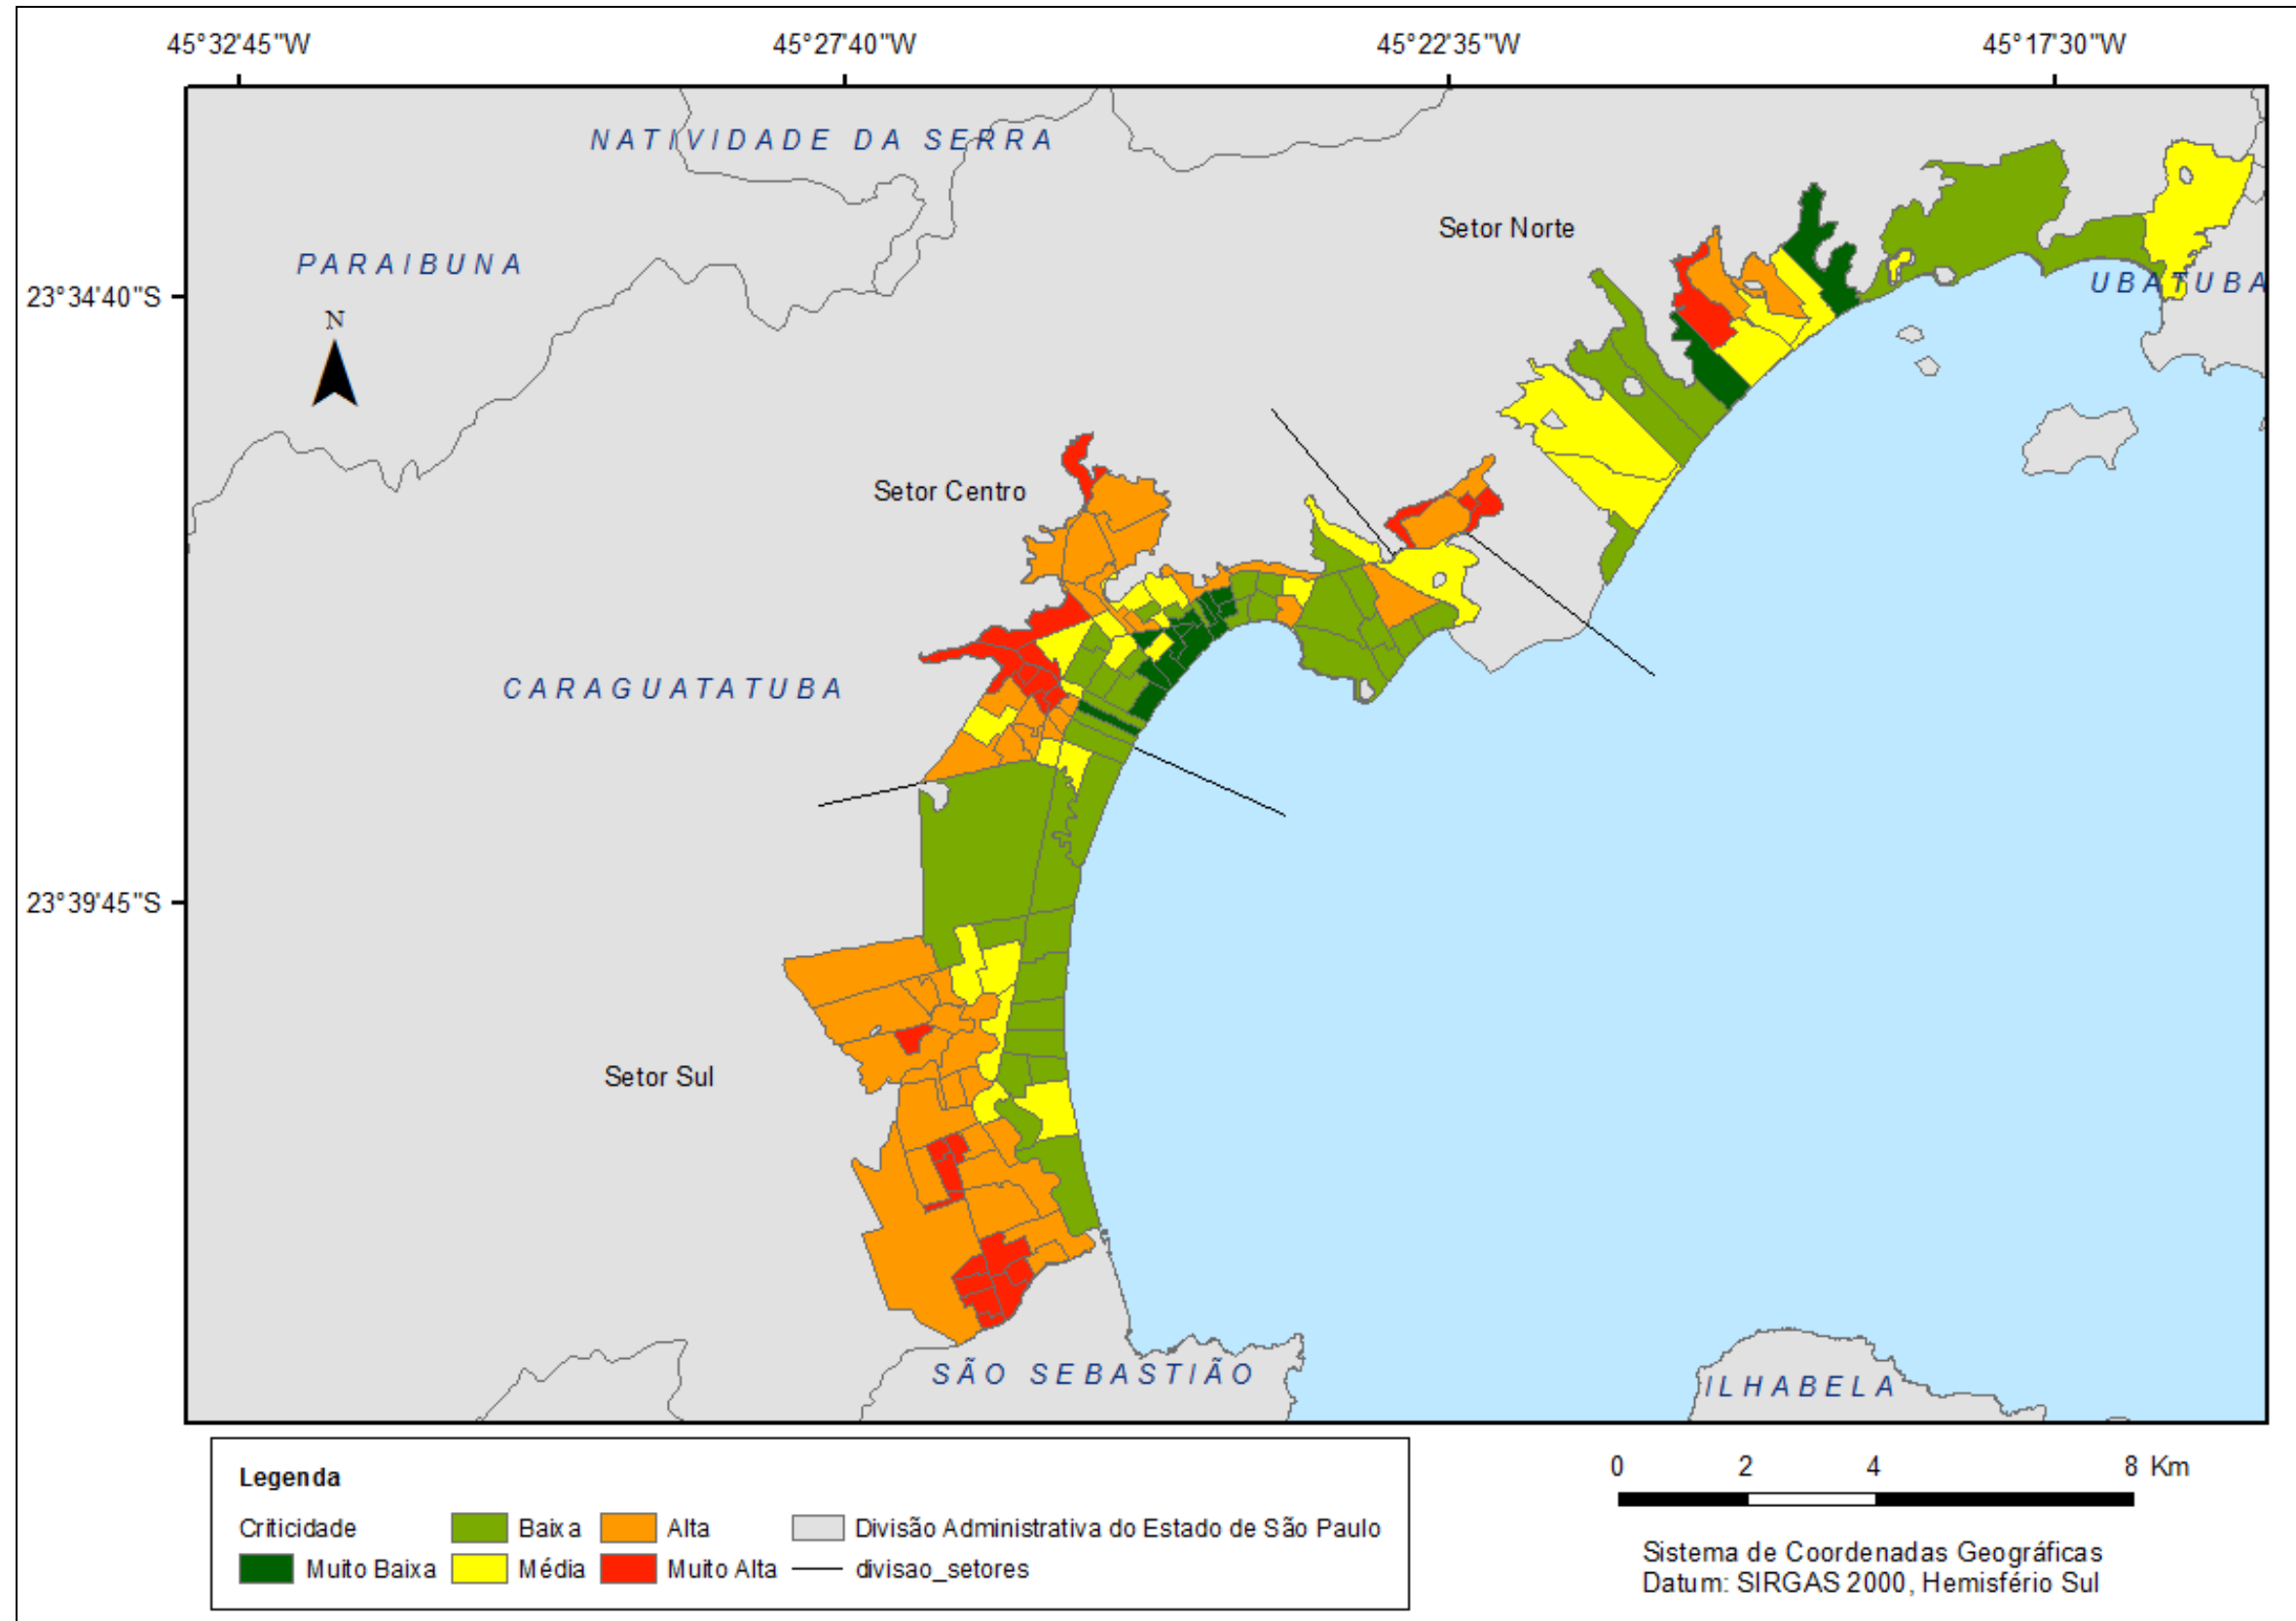 45°32'45"W 45°27'40"W 45°22'35"W 45°17'30"W
NATIVIDADE DA SERRA
Setor Norte
PARAIBUNA
UBATUBA
23°34'40"S
N
Setor Centro
CARAGUATATUBA
23°39'45"S
Setor Sul
SÃO SEBASTIÃO
ILHABELA
Legenda
Criticidade Baixa Alta Divisão Administrativa do Estado de São Paulo
Muito Baixa Média Muito Alta divisao_setores
0 2 4 8 Km
Sistema de Coordenadas Geográficas
Datum: SIRGAS 2000, Hemisfério Sul